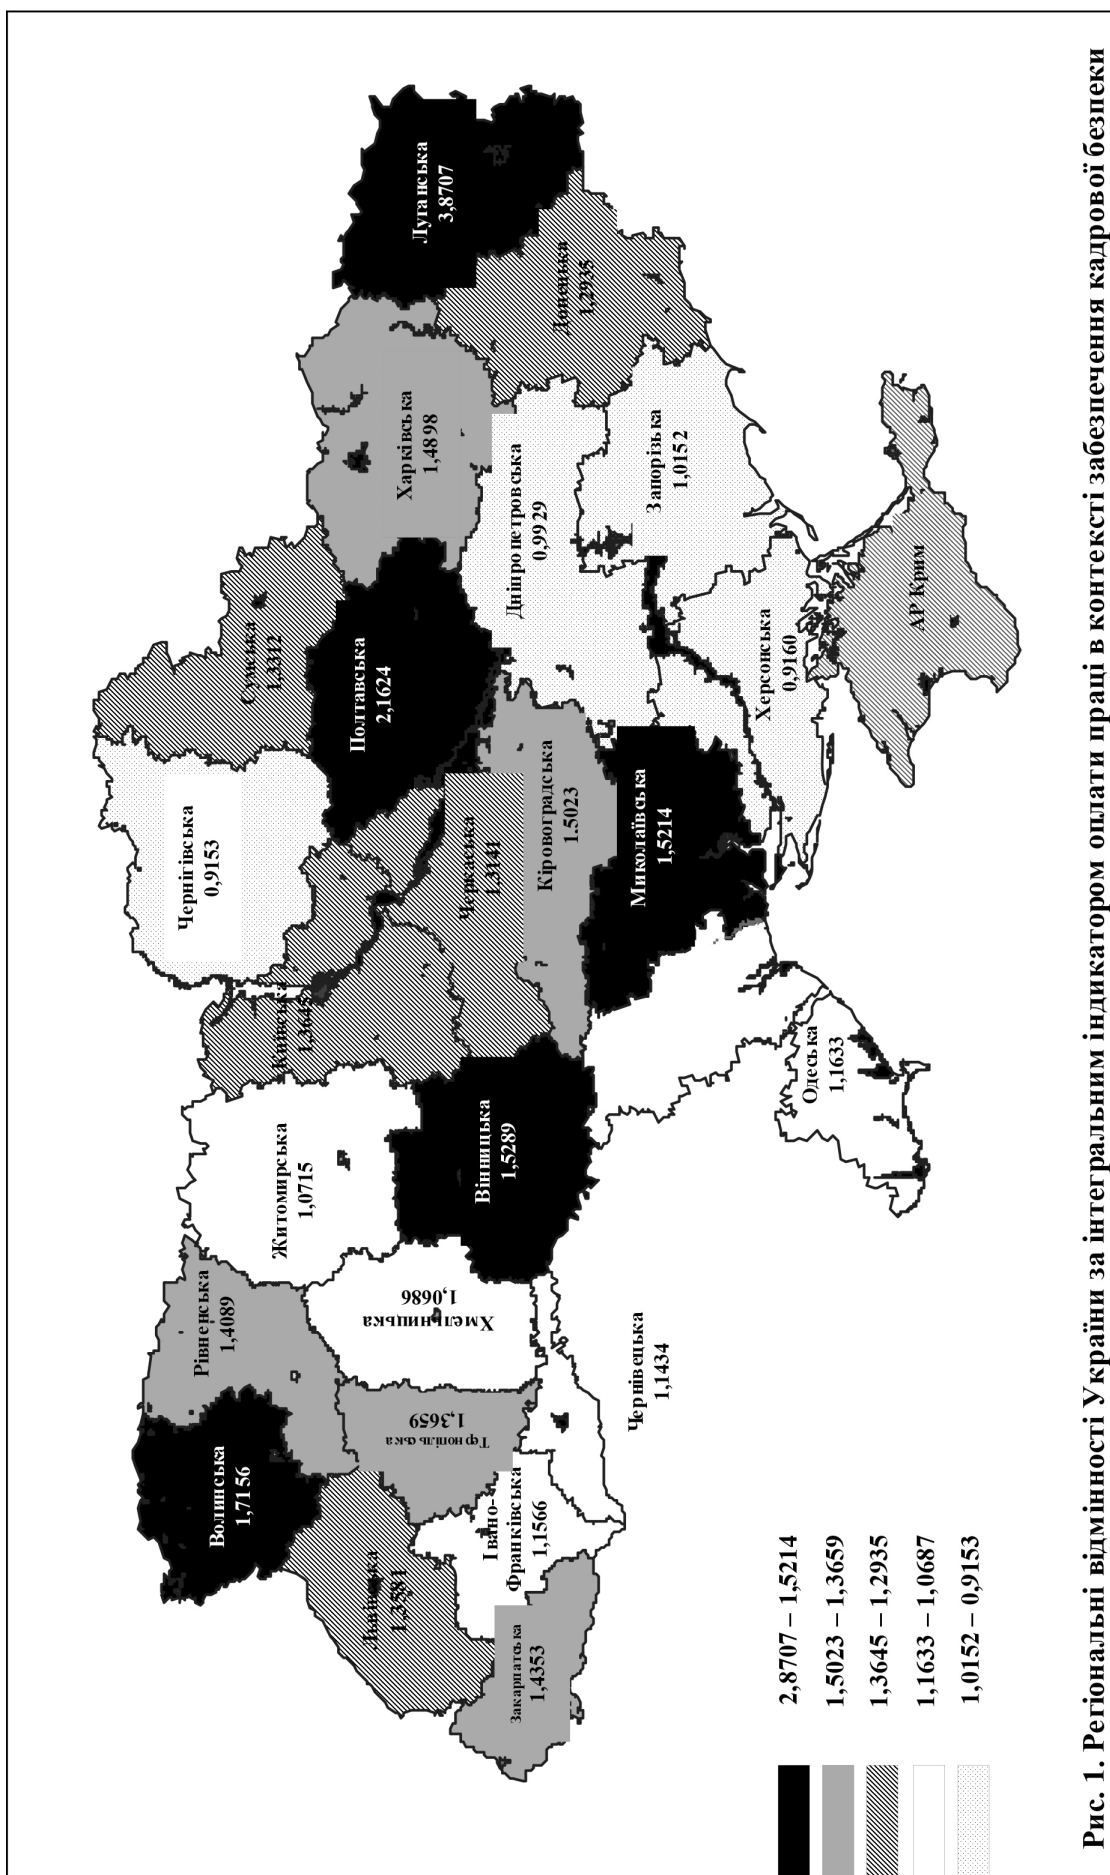 Волинська
1,7156
Рівненська
1,4089
Житомирська
1,0715
Київська
1,3645
Чернігівська
0,9153
Сумська
1,3312
Львівська
1,3581
Тернопільська
1,3659
Хмельницька
1,0686
Вінницька
1,5289
Черкаська
1.3141
Полтавська
2,1624
Харківська
1,4898
Луганська
3,8707
Закарпатська
1,4353
Івано-
Франківська
1,1566
Чернівецька
1,1434
Кіровоградська
1.5023
Дніпропетровська
0,9929
Донецька
1,2935
Миколаївська
1,5214
Запорізька
1,0152
Одеська
1,1633
Херсонська
0,9160
АР Крим
2,8707 – 1,5214
1,5023 – 1,3659
1,3645 – 1,2935
1,1633 – 1,0687
1,0152 – 0,9153
Рис. 1. Регіональні відмінності України за інтегральним індикатором оплати праці в контексті забезпечення кадрової безпеки